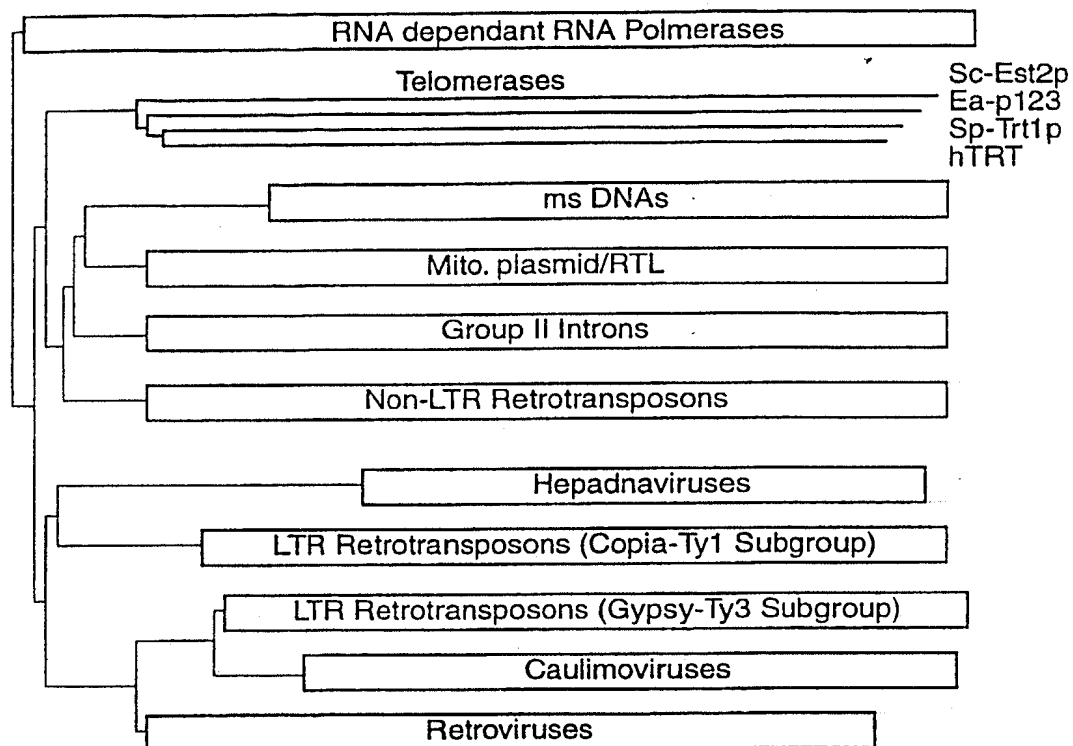 RNA dependant RNA Polmerases
Telomerases
Sc-Est2p
Ea-p123
Sp-Trt1p
hTRT
ms DNAs
Mito. plasmid/RTL
Group II Introns
Non-LTR Retrotransposons
Hepadnaviruses
LTR Retrotransposons (Copia-Ty1 Subgroup)
LTR Retrotransposons (Gypsy-Ty3 Subgroup)
Caulimoviruses
Retroviruses